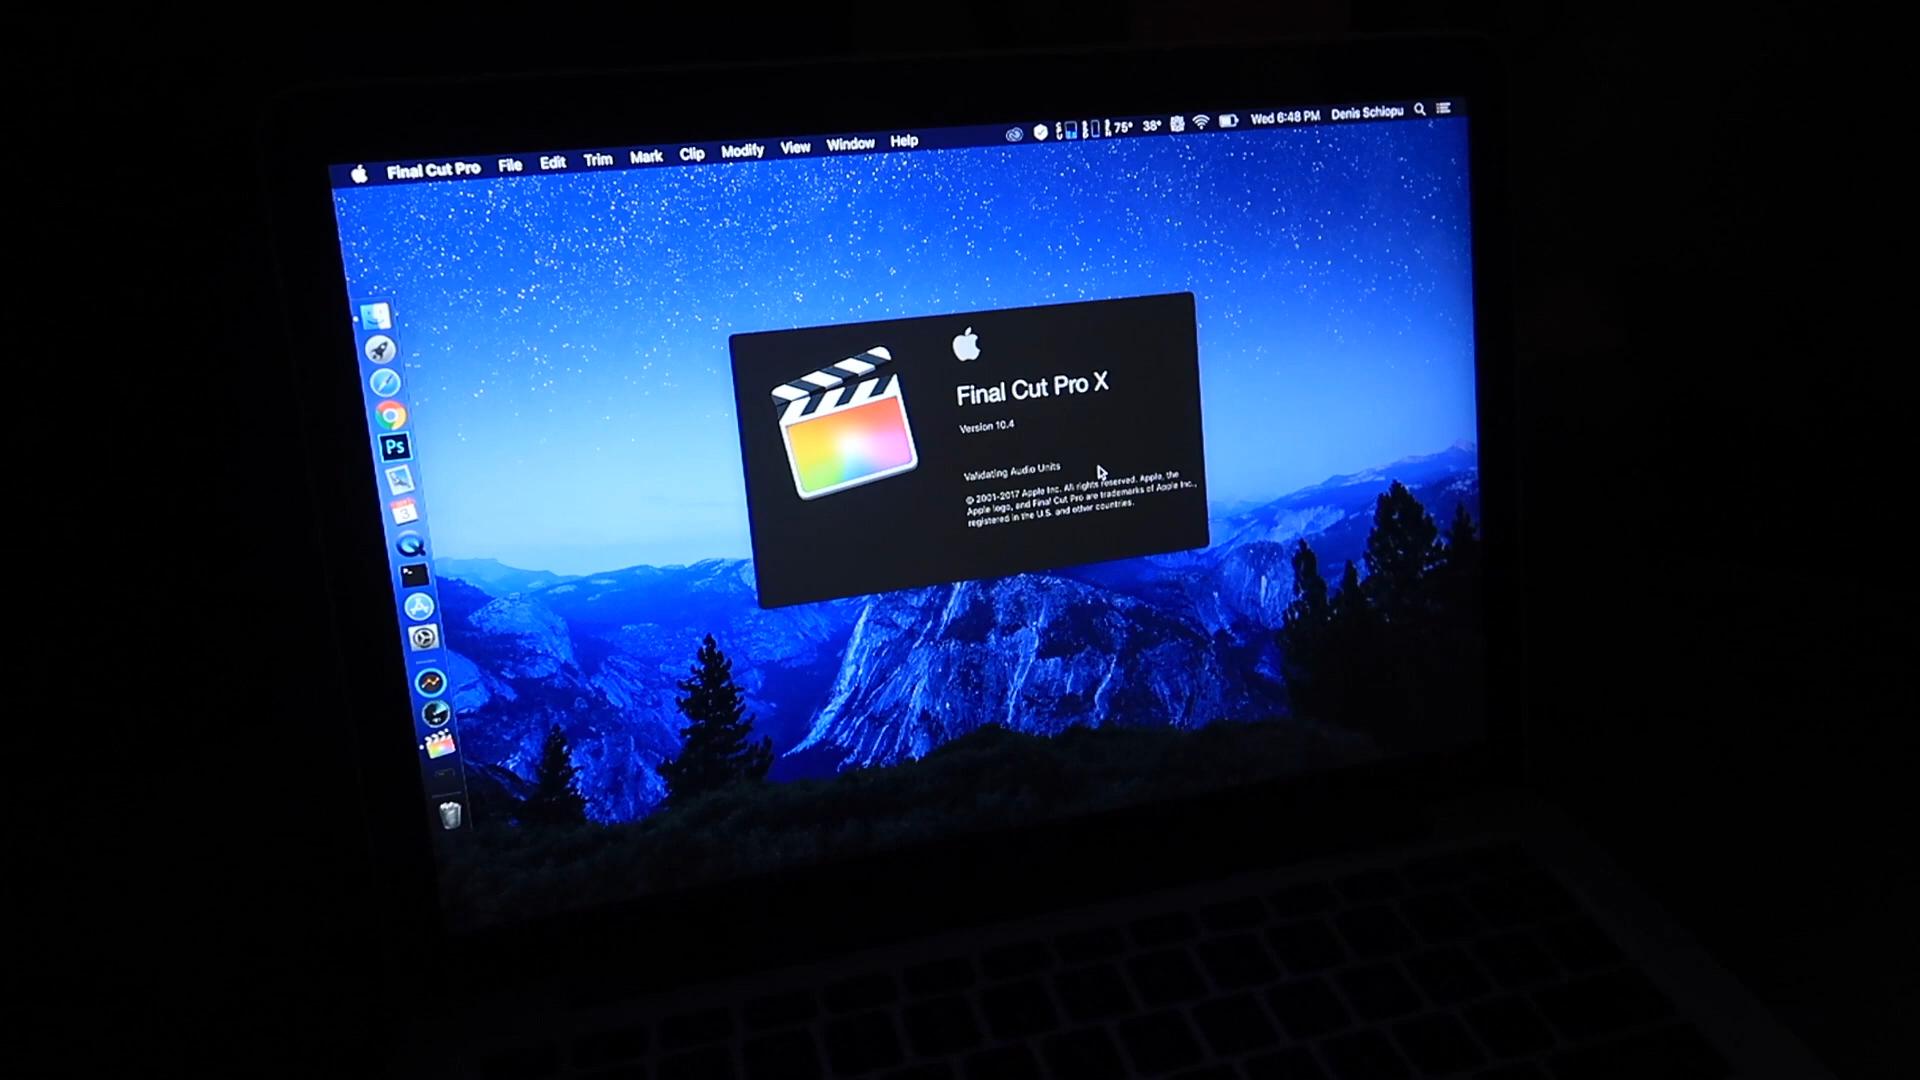 Final Cut Pro File Edit Trim Mark Clip Modify View Window Help 75° 38° Wed 6:48 PM Denis Schiopu
Final Cut Pro X
Version 10.4
Validating Audio Units
© 2001-2017 Apple Inc. All rights reserved. Apple, the
Apple logo, and Final Cut Pro are trademarks of Apple Inc.,
registered in the U.S. and other countries.
Ps
3